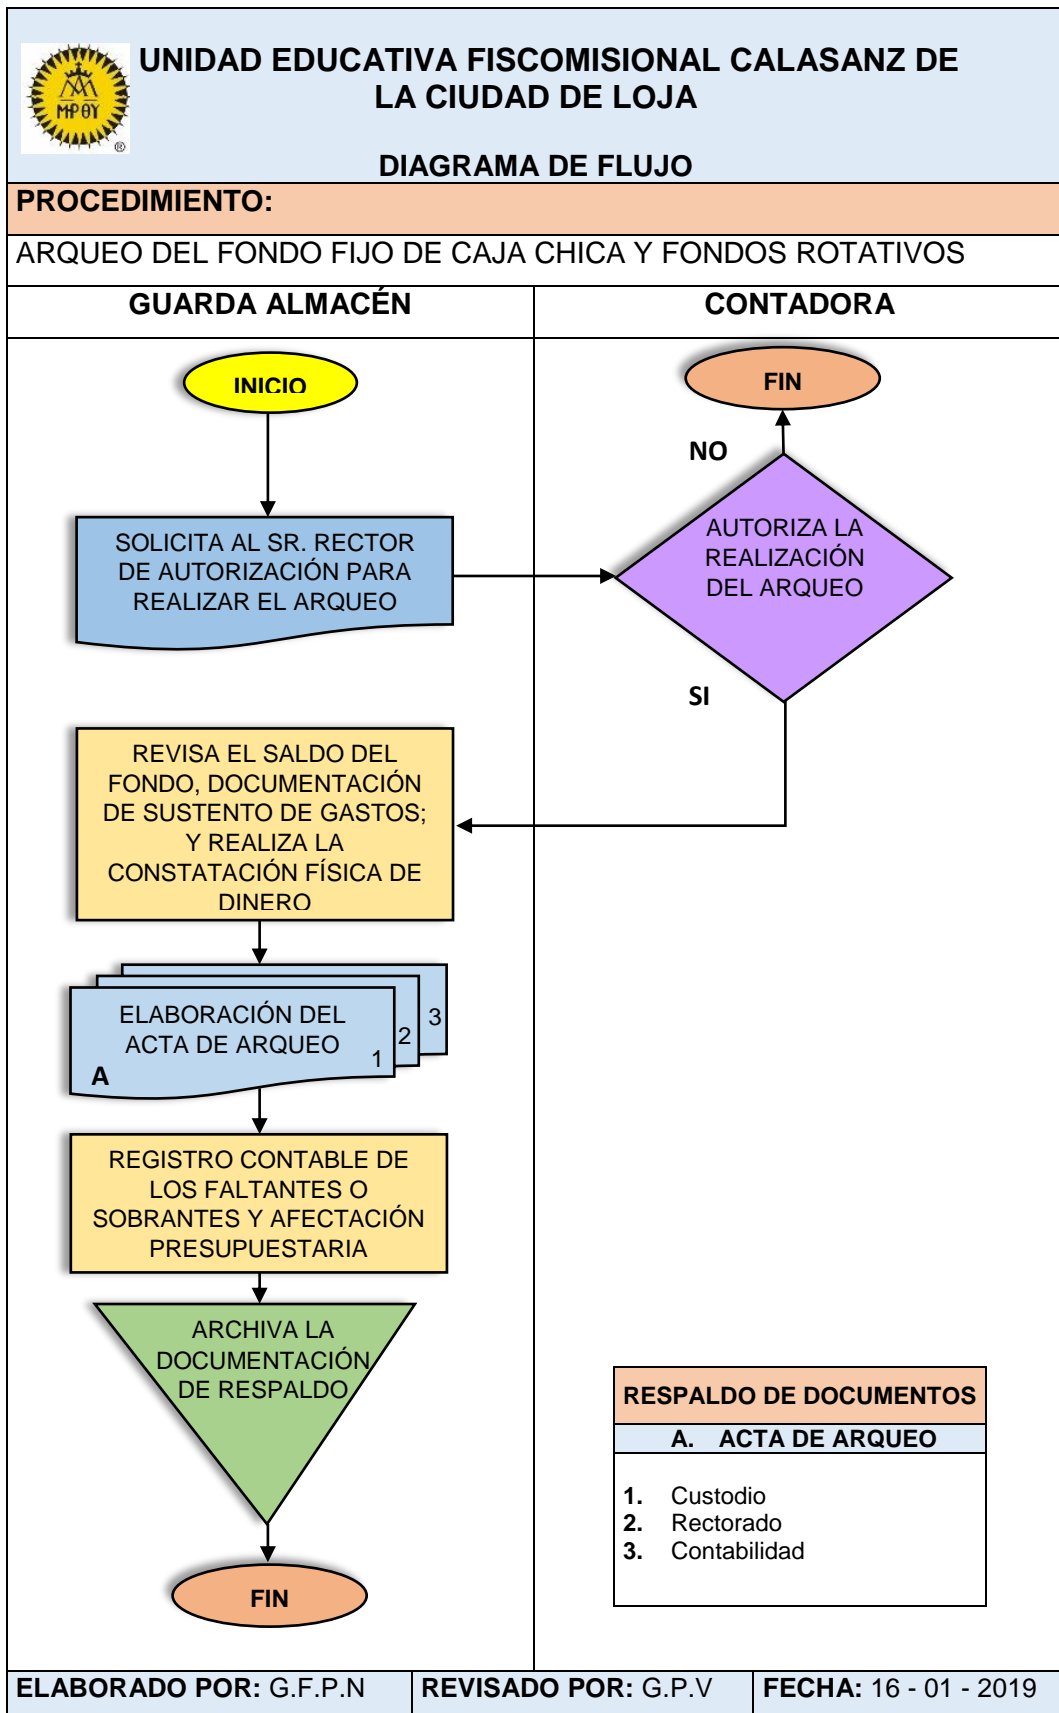 UNIDAD EDUCATIVA FISCOMISIONAL CALASANZ DE
LA CIUDAD DE LOJA
ΜΡ ΘΥ
®
DIAGRAMA DE FLUJO
PROCEDIMIENTO:
ARQUEO DEL FONDO FIJO DE CAJA CHICA Y FONDOS ROTATIVOS
GUARDA ALMACÉN
CONTADORA
INICIO
FIN
NO
SOLICITA AL SR. RECTOR
DE AUTORIZACIÓN PARA
REALIZAR EL ARQUEO
AUTORIZA LA
REALIZACIÓN
DEL ARQUEO
SI
REVISA EL SALDO DEL
FONDO, DOCUMENTACIÓN
DE SUSTENTO DE GASTOS;
Y REALIZA LA
CONSTATACIÓN FÍSICA DE
DINERO
ELABORACIÓN DEL
ACTA DE ARQUEO
A
1
2
3
REGISTRO CONTABLE DE
LOS FALTANTES O
SOBRANTES Y AFECTACIÓN
PRESUPUESTARIA
ARCHIVA LA
DOCUMENTACIÓN
DE RESPALDO
FIN
RESPALDO DE DOCUMENTOS
A. ACTA DE ARQUEO
1. Custodio
2. Rectorado
3. Contabilidad
ELABORADO POR: G.F.P.N
REVISADO POR: G.P.V
FECHA: 16 - 01 - 2019